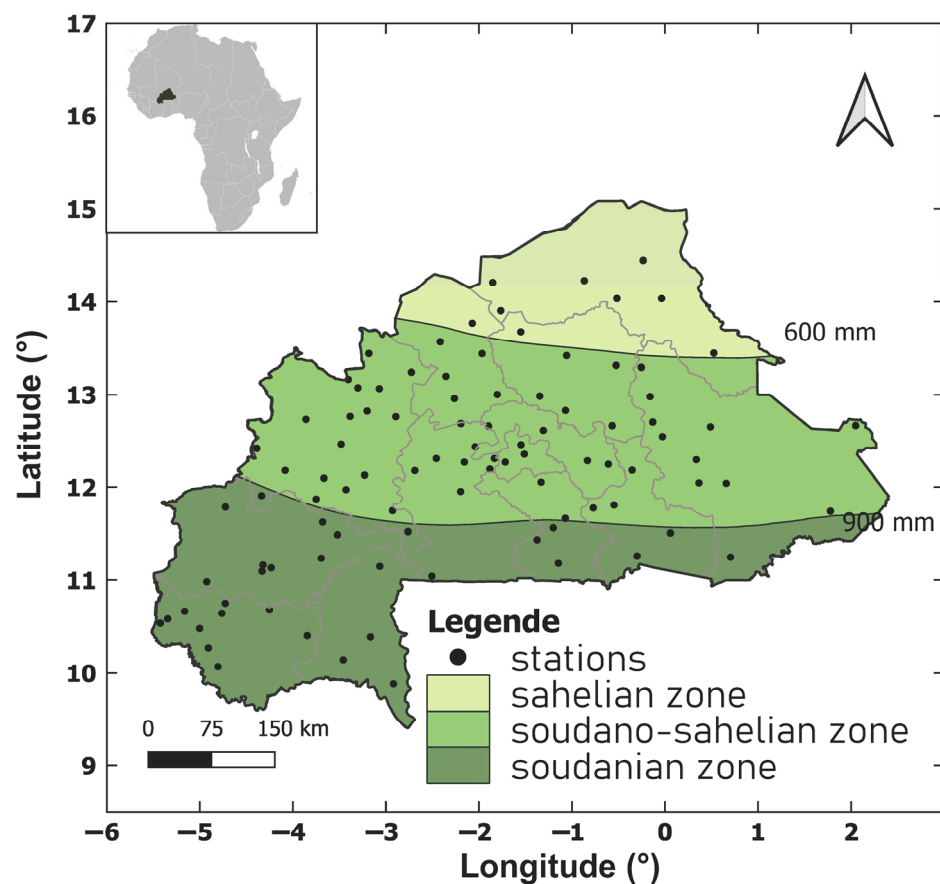 17
16
15
14
13
12
11
10
9
Latitude (°)
600 mm
900 mm
Legende
stations
sahelian zone
soudano-sahelian zone
soudanian zone
0 75 150 km
−6 −5 −4 −3 −2 −1 0 1 2
Longitude (°)